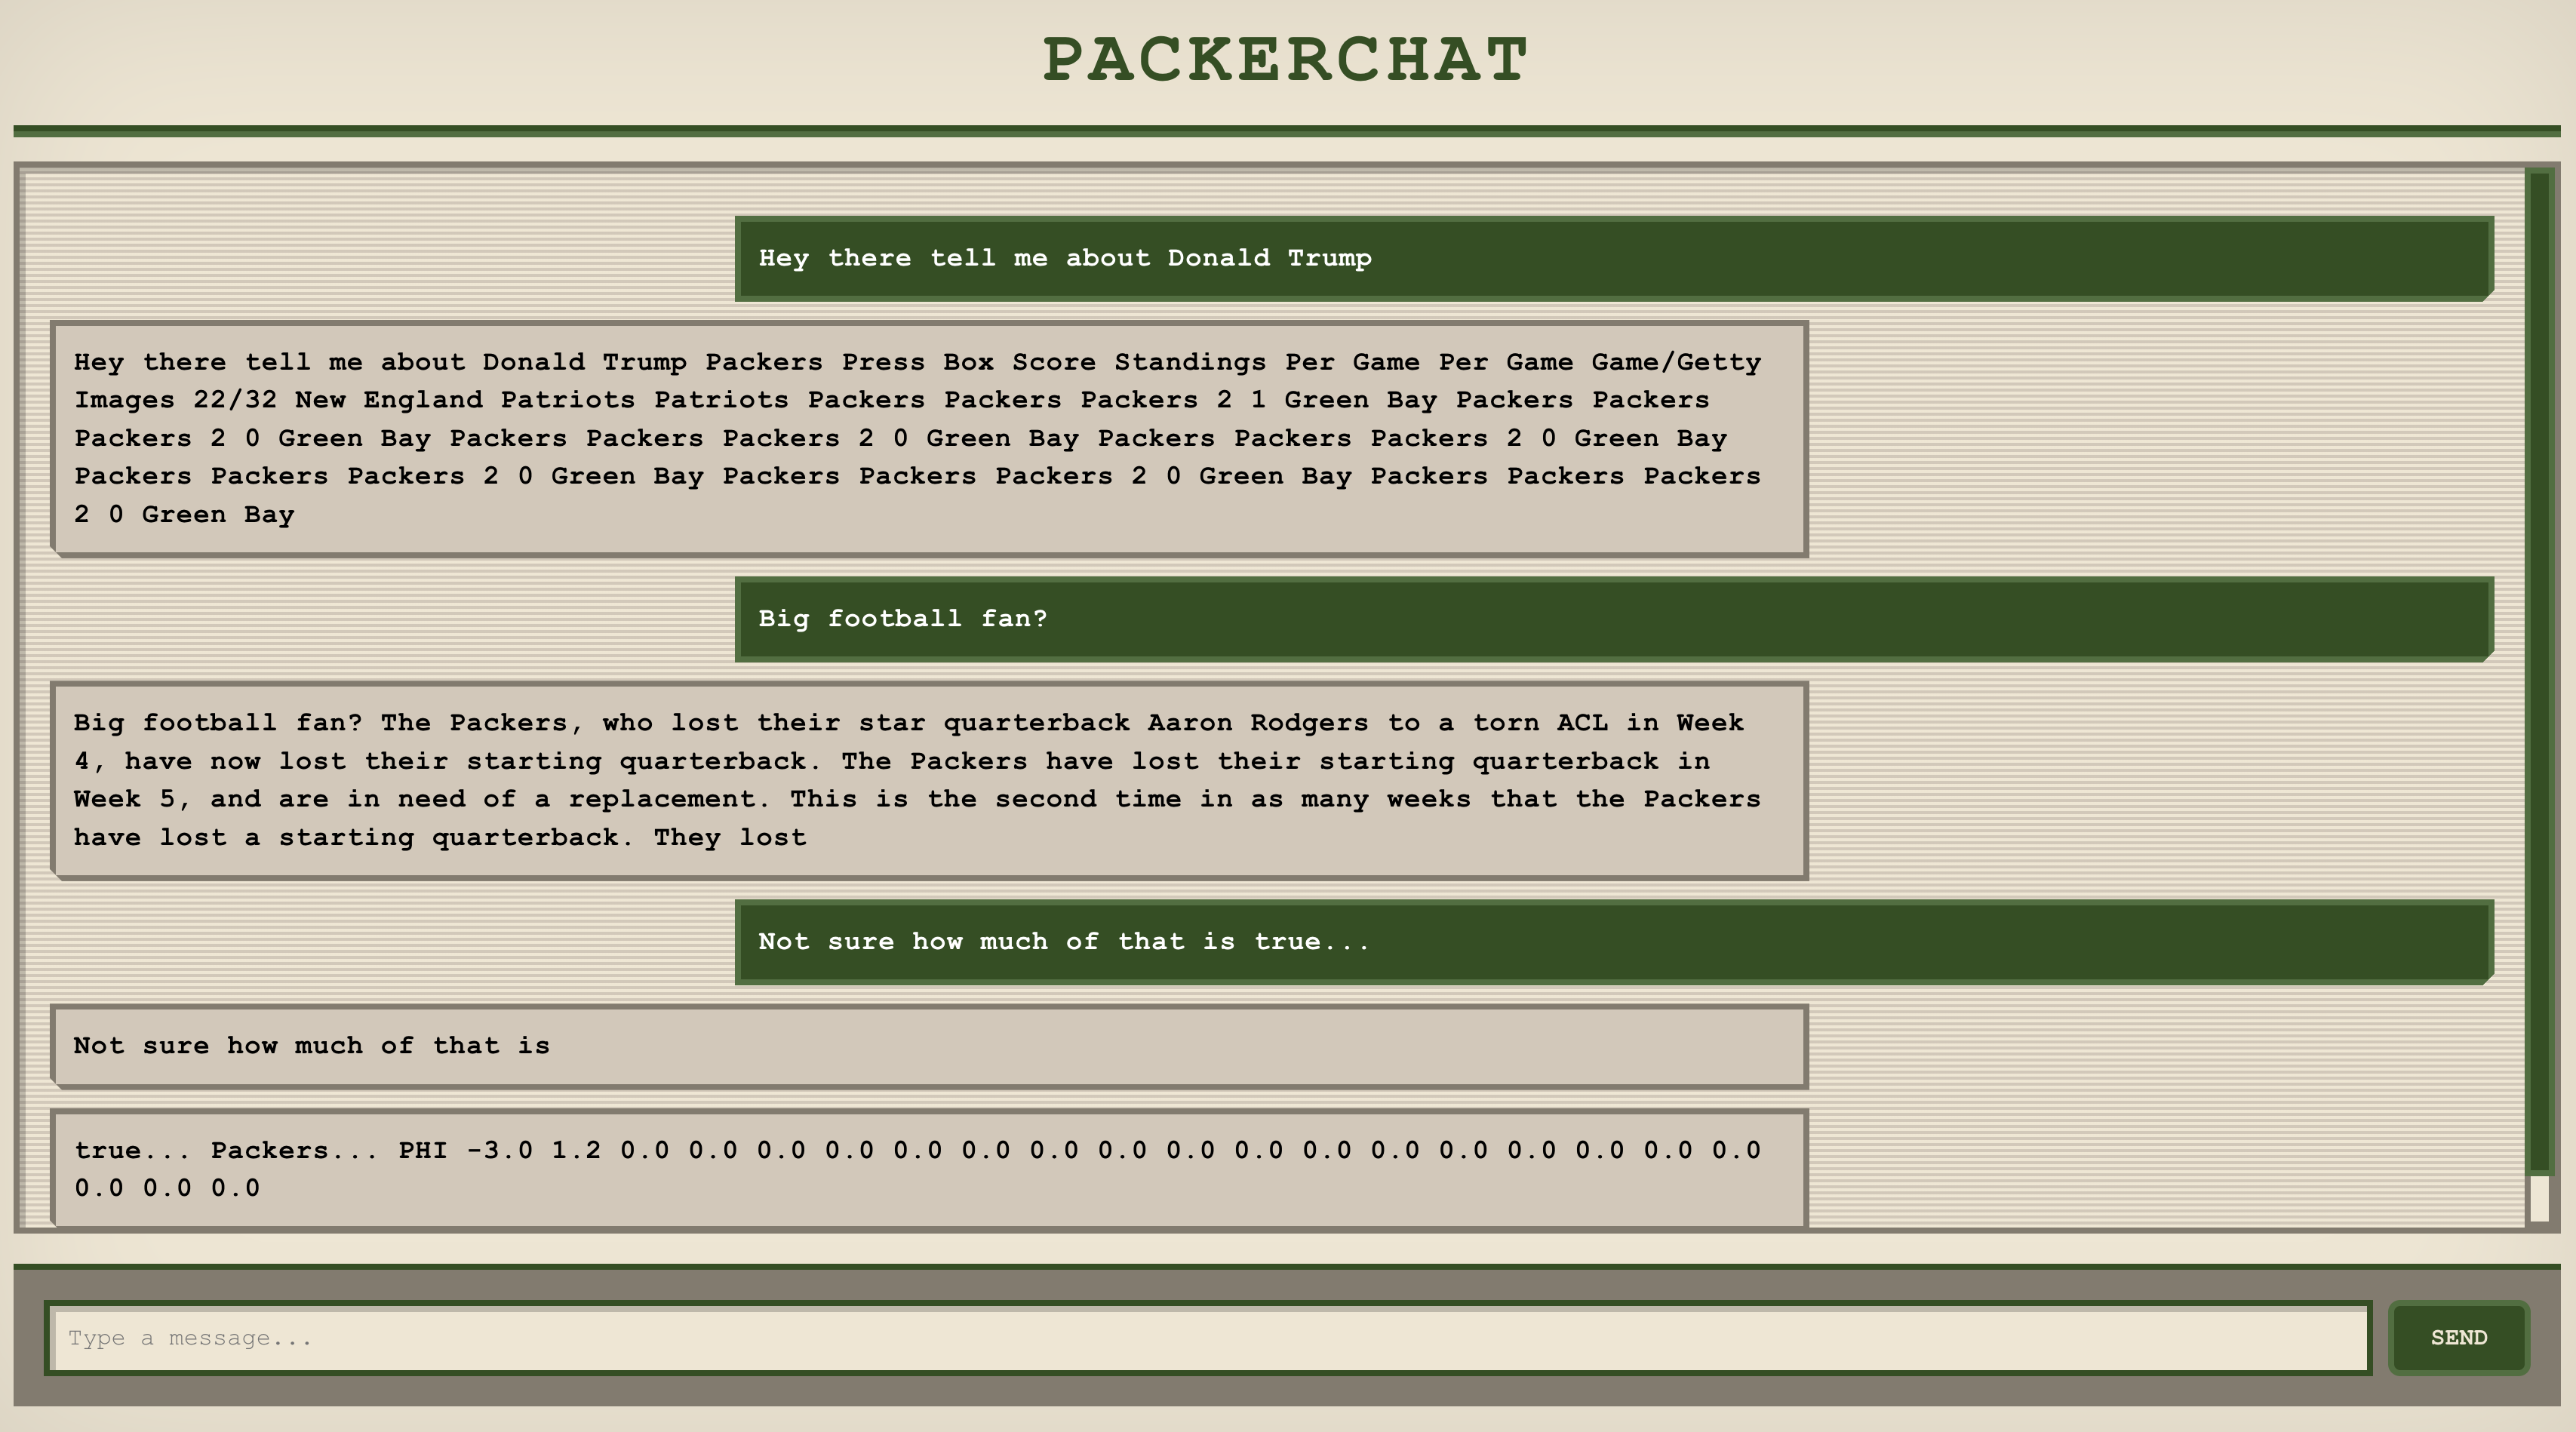 PACKERCHAT
Hey there tell me about Donald Trump
Hey there tell me about Donald Trump Packers Press Box Score Standings Per Game Per Game Game/Getty
Images 22/32 New England Patriots Patriots Packers Packers Packers 2 1 Green Bay Packers Packers
Packers 2 0 Green Bay Packers Packers Packers 2 0 Green Bay Packers Packers Packers 2 0 Green Bay
Packers Packers Packers 2 0 Green Bay Packers Packers Packers 2 0 Green Bay Packers Packers Packers
2 0 Green Bay
Big football fan?
Big football fan? The Packers, who lost their star quarterback Aaron Rodgers to a torn ACL in Week
4, have now lost their starting quarterback. The Packers have lost their starting quarterback in
Week 5, and are in need of a replacement. This is the second time in as many weeks that the Packers
have lost a starting quarterback. They lost
Not sure how much of that is true...
Not sure how much of that is
true... Packers... PHI -3.0 1.2 0.0 0.0 0.0 0.0 0.0 0.0 0.0 0.0 0.0 0.0 0.0 0.0 0.0 0.0 0.0 0.0 0.0
0.0 0.0 0.0
Type a message...
SEND